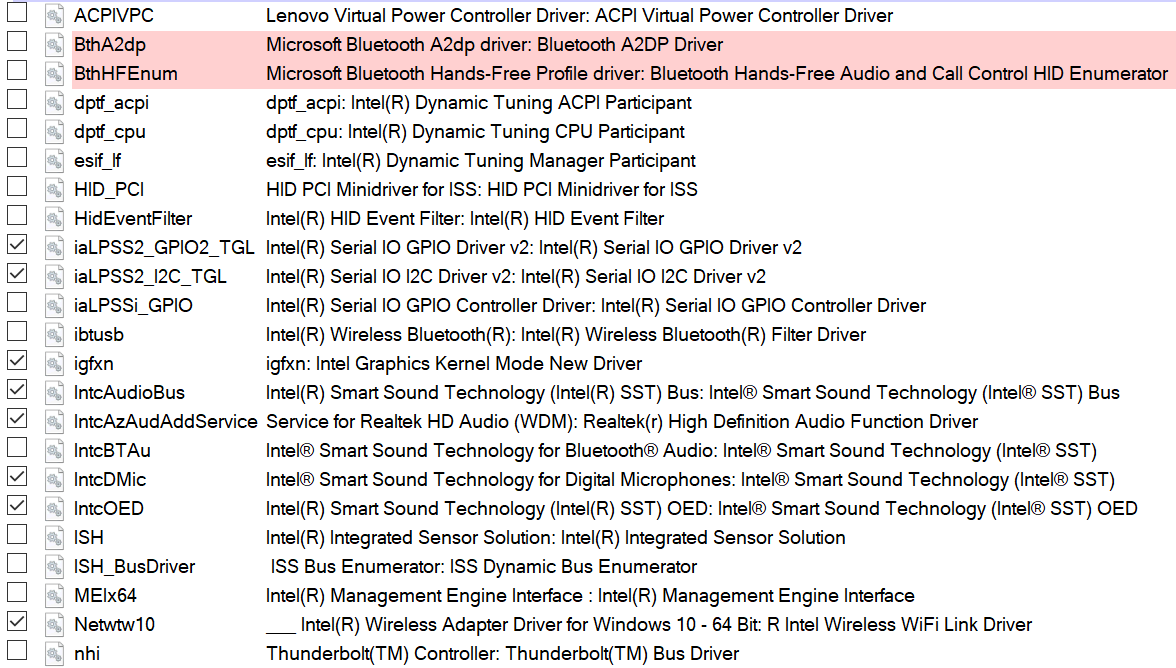 ACPIVPC Lenovo Virtual Power Controller Driver: ACPI Virtual Power Controller Driver
BthA2dp Microsoft Bluetooth A2dp driver: Bluetooth A2DP Driver
BthHFEnum Microsoft Bluetooth Hands-Free Profile driver: Bluetooth Hands-Free Audio and Call Control HID Enumerator
dptf_acpi dptf_acpi: Intel(R) Dynamic Tuning ACPI Participant
dptf_cpu dptf_cpu: Intel(R) Dynamic Tuning CPU Participant
esif_lf esif_lf: Intel(R) Dynamic Tuning Manager Participant
HID_PCI HID PCI Minidriver for ISS: HID PCI Minidriver for ISS
HidEventFilter Intel(R) HID Event Filter: Intel(R) HID Event Filter
iaLPSS2_GPIO2_TGL Intel(R) Serial IO GPIO Driver v2: Intel(R) Serial IO GPIO Driver v2
iaLPSS2_I2C_TGL Intel(R) Serial IO I2C Driver v2: Intel(R) Serial IO I2C Driver v2
iaLPSSi_GPIO Intel(R) Serial IO GPIO Controller Driver: Intel(R) Serial IO GPIO Controller Driver
ibtusb Intel(R) Wireless Bluetooth(R): Intel(R) Wireless Bluetooth(R) Filter Driver
igfxn igfxn: Intel Graphics Kernel Mode New Driver
IntcAudioBus Intel(R) Smart Sound Technology (Intel(R) SST) Bus: Intel® Smart Sound Technology (Intel® SST) Bus
IntcAzAudAddService Service for Realtek HD Audio (WDM): Realtek(r) High Definition Audio Function Driver
IntcBTAu Intel® Smart Sound Technology for Bluetooth® Audio: Intel® Smart Sound Technology (Intel® SST)
IntcDMic Intel® Smart Sound Technology for Digital Microphones: Intel® Smart Sound Technology (Intel® SST)
IntcOED Intel(R) Smart Sound Technology (Intel(R) SST) OED: Intel® Smart Sound Technology (Intel® SST) OED
ISH Intel(R) Integrated Sensor Solution: Intel(R) Integrated Sensor Solution
ISH_BusDriver ISS Bus Enumerator: ISS Dynamic Bus Enumerator
MEIx64 Intel(R) Management Engine Interface : Intel(R) Management Engine Interface
Netwtw10 ___ Intel(R) Wireless Adapter Driver for Windows 10 - 64 Bit: R Intel Wireless WiFi Link Driver
nhi Thunderbolt(TM) Controller: Thunderbolt(TM) Bus Driver